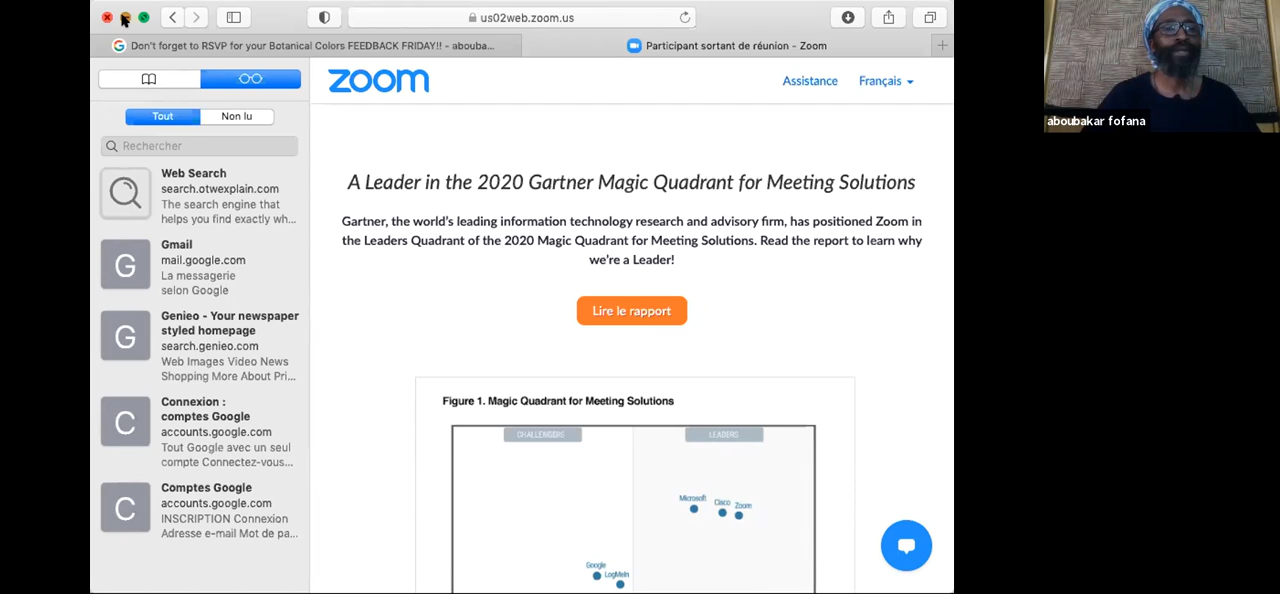 us02web.zoom.us
Don't forget to RSVP for your Botanical Colors FEEDBACK FRIDAY!! - abouba...
Participant sortant de réunion - Zoom
Tout
Non lu
Rechercher
Web Search
search.otwexplain.com
The search engine that
helps you find exactly wh...
Gmail
mail.google.com
La messagerie
selon Google
Genieo - Your newspaper
styled homepage
search.genieo.com
Web Images Video News
Shopping More About Pri...
Connexion :
comptes Google
accounts.google.com
Tout Google avec un seul
compte Connectez-vous...
Comptes Google
accounts.google.com
INSCRIPTION Connexion
Adresse e-mail Mot de pa...
zoom
Assistance
Français
A Leader in the 2020 Gartner Magic Quadrant for Meeting Solutions
Gartner, the world's leading information technology research and advisory firm, has positioned Zoom in
the Leaders Quadrant of the 2020 Magic Quadrant for Meeting Solutions. Read the report to learn why
we're a Leader!
Lire le rapport
Figure 1. Magic Quadrant for Meeting Solutions
CHALLENGERS
LEADERS
Microsoft
Cisco
Zoom
Google
LogMeIn
aboubakar fofana